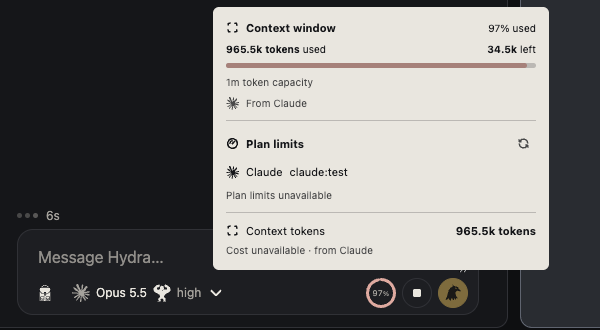 Context window 97% used
965.5k tokens used 34.5k left
1m token capacity
From Claude
Plan limits
Claude claude:test
Plan limits unavailable
Context tokens 965.5k tokens
Cost unavailable · from Claude
6s
Message Hydra...
Opus 5.5 high 97%